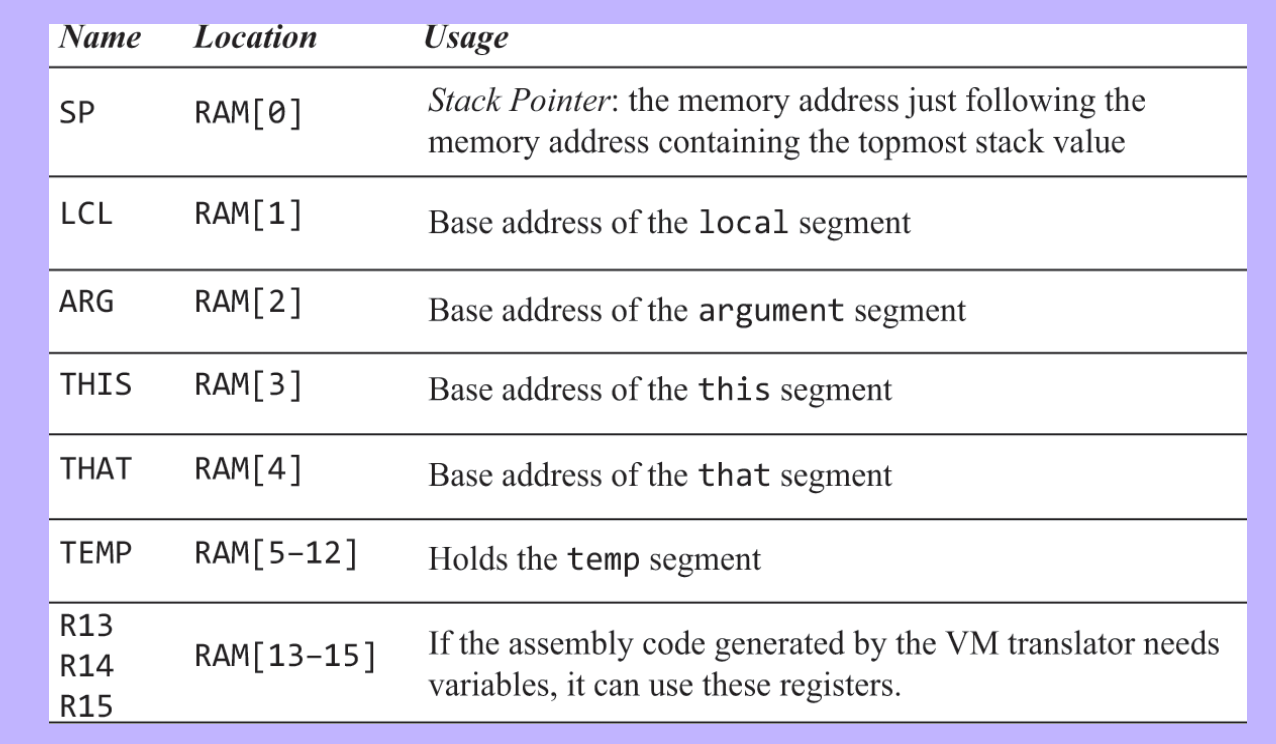 Name Location Usage
SP RAM[0] Stack Pointer: the memory address just following the
memory address containing the topmost stack value
LCL RAM[1] Base address of the local segment
ARG RAM[2] Base address of the argument segment
THIS RAM[3] Base address of the this segment
THAT RAM[4] Base address of the that segment
TEMP RAM[5–12] Holds the temp segment
R13
R14
R15
RAM[13–15]
If the assembly code generated by the VM translator needs
variables, it can use these registers.